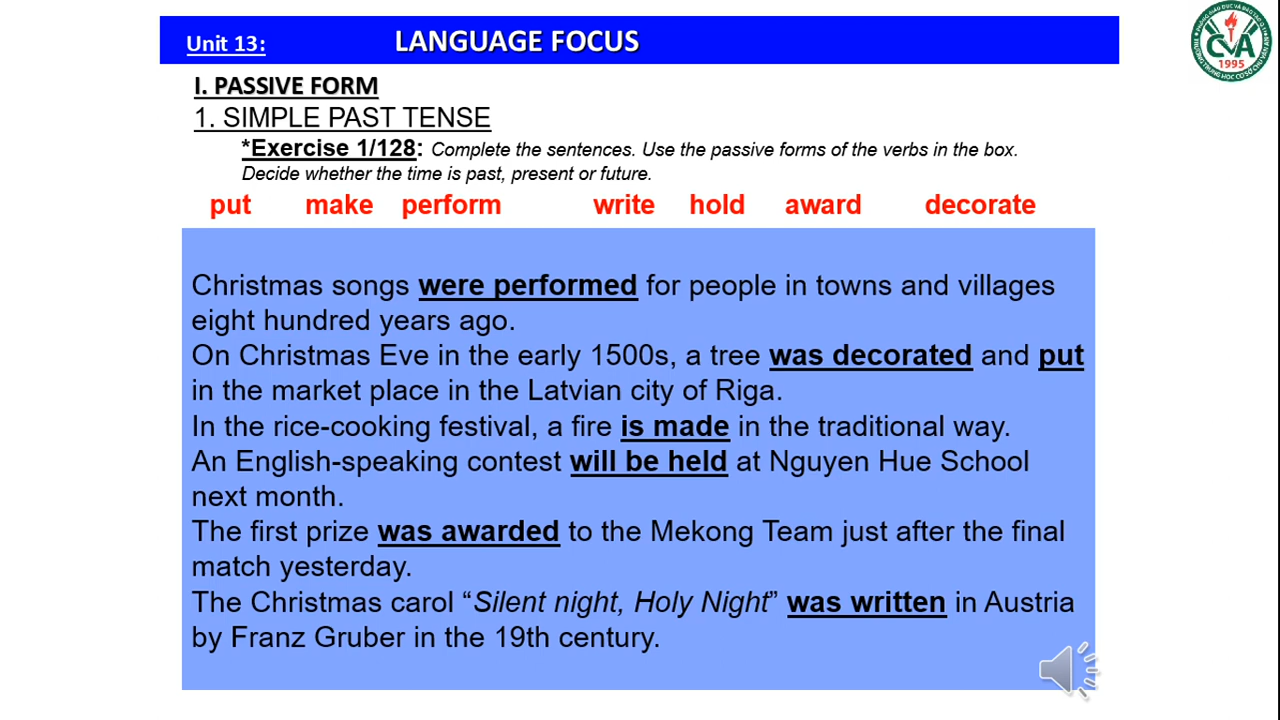 Unit 13: LANGUAGE FOCUS
CVA
1995
I. PASSIVE FORM
1. SIMPLE PAST TENSE
*Exercise 1/128: Complete the sentences. Use the passive forms of the verbs in the box.
Decide whether the time is past, present or future.
put make perform write hold award decorate
Christmas songs were performed for people in towns and villages
eight hundred years ago.
On Christmas Eve in the early 1500s, a tree was decorated and put
in the market place in the Latvian city of Riga.
In the rice-cooking festival, a fire is made in the traditional way.
An English-speaking contest will be held at Nguyen Hue School
next month.
The first prize was awarded to the Mekong Team just after the final
match yesterday.
The Christmas carol “Silent night, Holy Night” was written in Austria
by Franz Gruber in the 19th century.